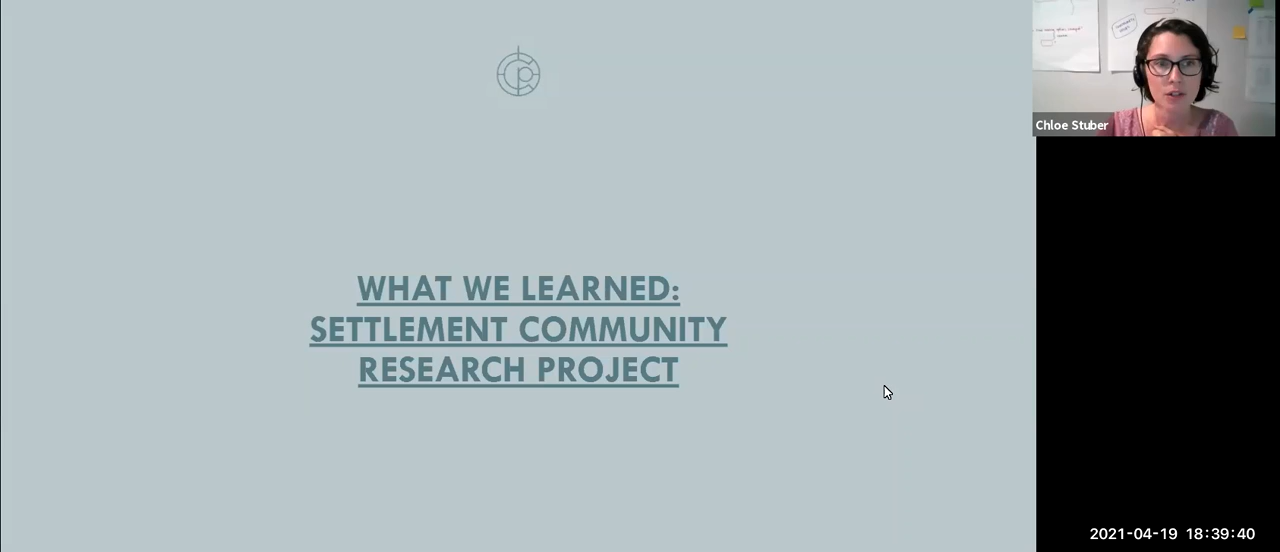 WHAT WE LEARNED:
SETTLEMENT COMMUNITY
RESEARCH PROJECT
Chloe Stuber
2021-04-19 18:39:40